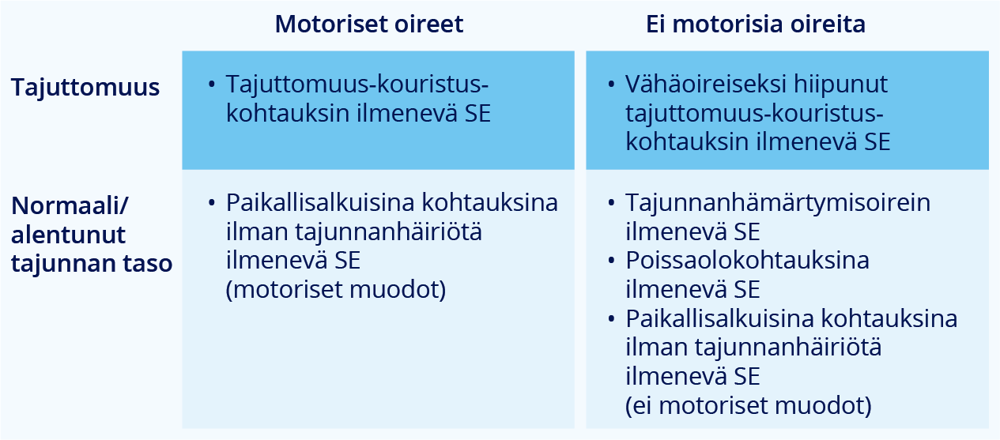 Motoriset oireet
Ei motorisia oireita
Tajuttomuus
• Tajuttomuus-kouristus-
kohtauksin ilmenevä SE
• Vähäoireiseksi hiipunut
tajuttomuus-kouristus-
kohtauksin ilmenevä SE
Normaali/
alentunut
tajunnan taso
• Paikallisalkuisina kohtauksina
ilman tajunnanhäiriötä
ilmenevä SE
(motoriset muodot)
• Tajunnanhämärtymisoirein
ilmenevä SE
• Poissaolokohtauksina
ilmenevä SE
• Paikallisalkuisina kohtauksina
ilman tajunnanhäiriötä
ilmenevä SE
(ei motoriset muodot)